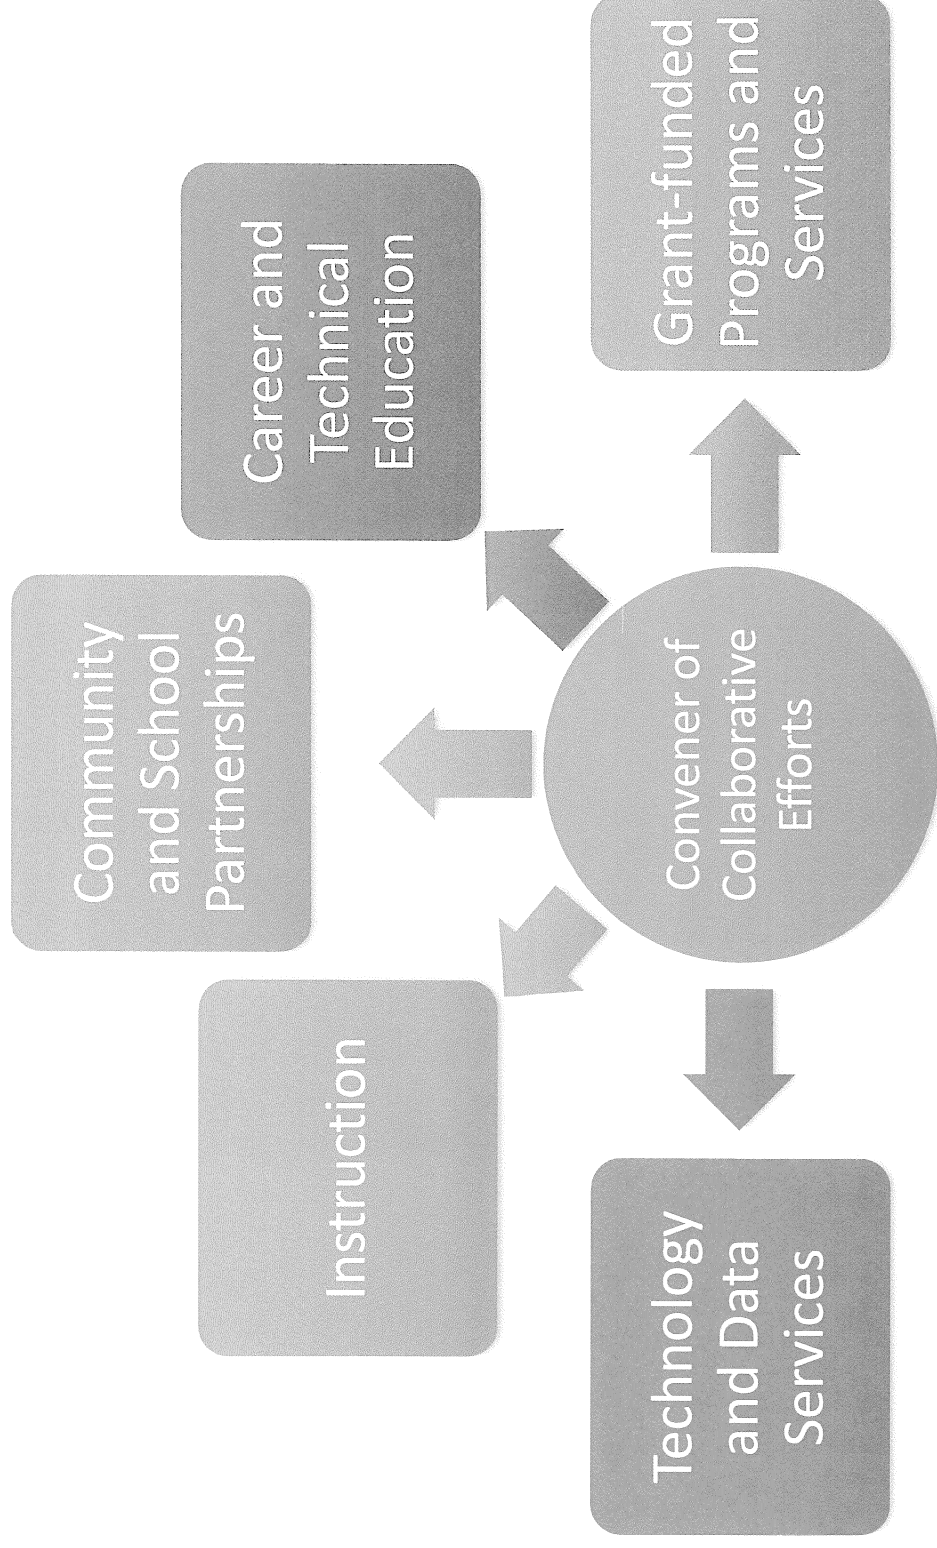 Technology
and Data
Services
Instruction
Community
and School
Partnerships
Career and
Technical
Education
Grant-funded
Programs and
Services
Convener of
Collaborative
Efforts